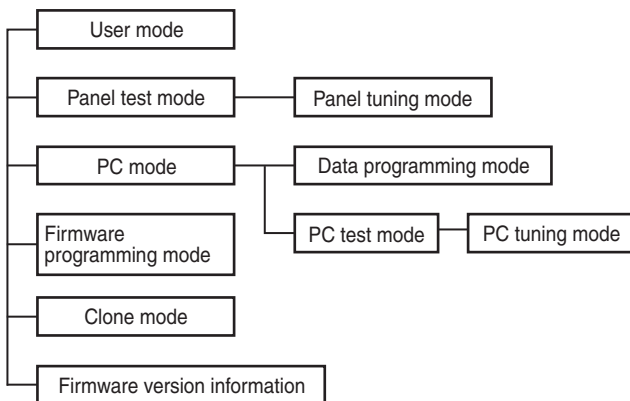 User mode
Panel test mode
Panel tuning mode
PC mode
Data programming mode
PC test mode
PC tuning mode
Firmware
programming mode
Clone mode
Firmware version information